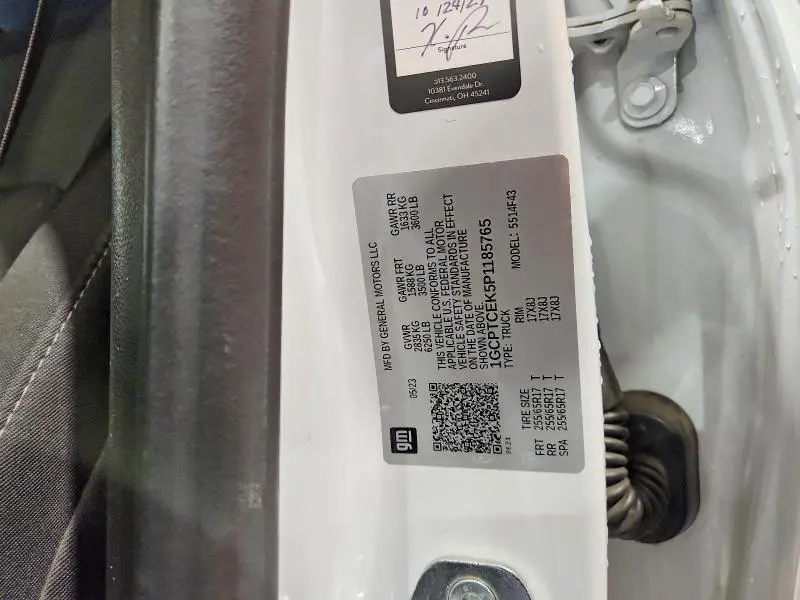 10/24/23
Signature
513.563.2400
10381 Evendale Dr.
Cincinnati, OH 45241
MFD BY GENERAL MOTORS LLC
05/23
GVWR GAWR FRT GAWR RR
2835 KG 1588 KG 1633 KG
6250 LB 3500 LB 3600 LB
THIS VEHICLE CONFORMS TO ALL
APPLICABLE U.S. FEDERAL MOTOR
VEHICLE SAFETY STANDARDS IN EFFECT
ON THE DATE OF MANUFACTURE
SHOWN ABOVE.
1GCPTCEK5P1185765
TYPE: TRUCK MODEL: 5514F43
gm
TIRE SIZE RIM
FRT 255/65R17 T 17X8J
RR 255/65R17 T 17X8J
SPA 255/65R17 T 17X8J